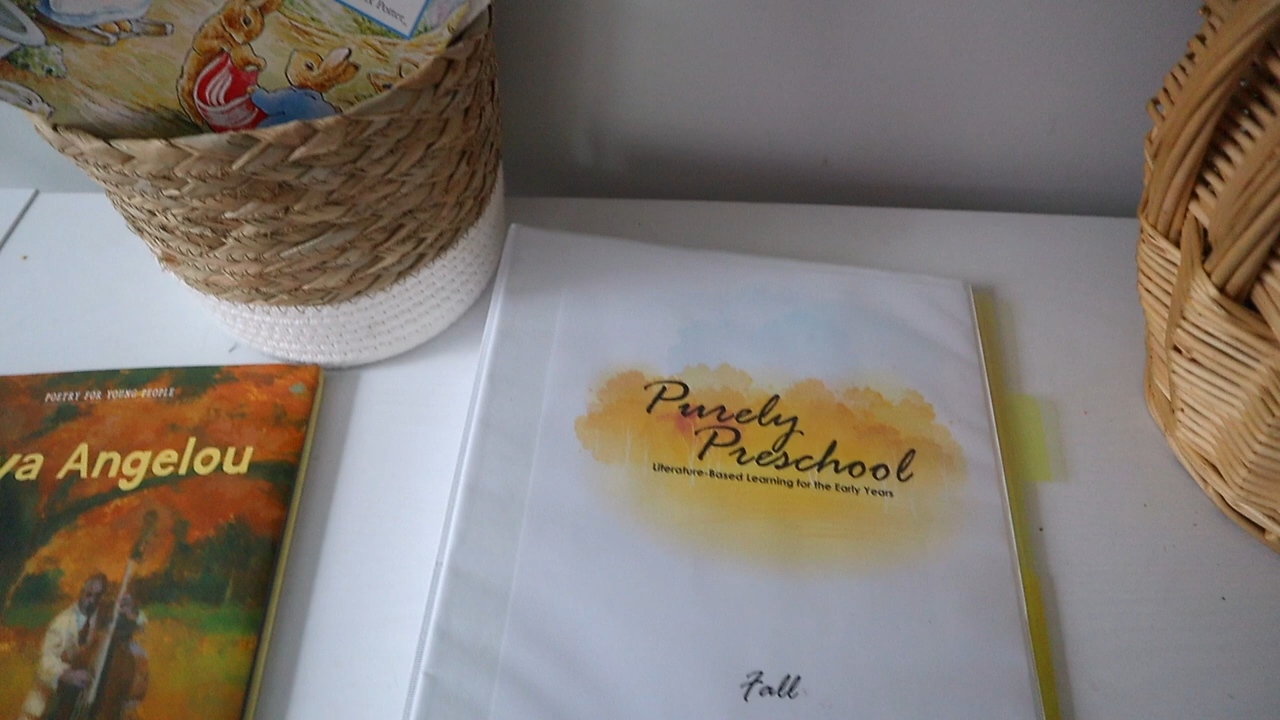 POETRY FOR YOUNG PEOPLE
ya Angelou
Purely
Preschool
Literature-Based Learning for the Early Years
Fall